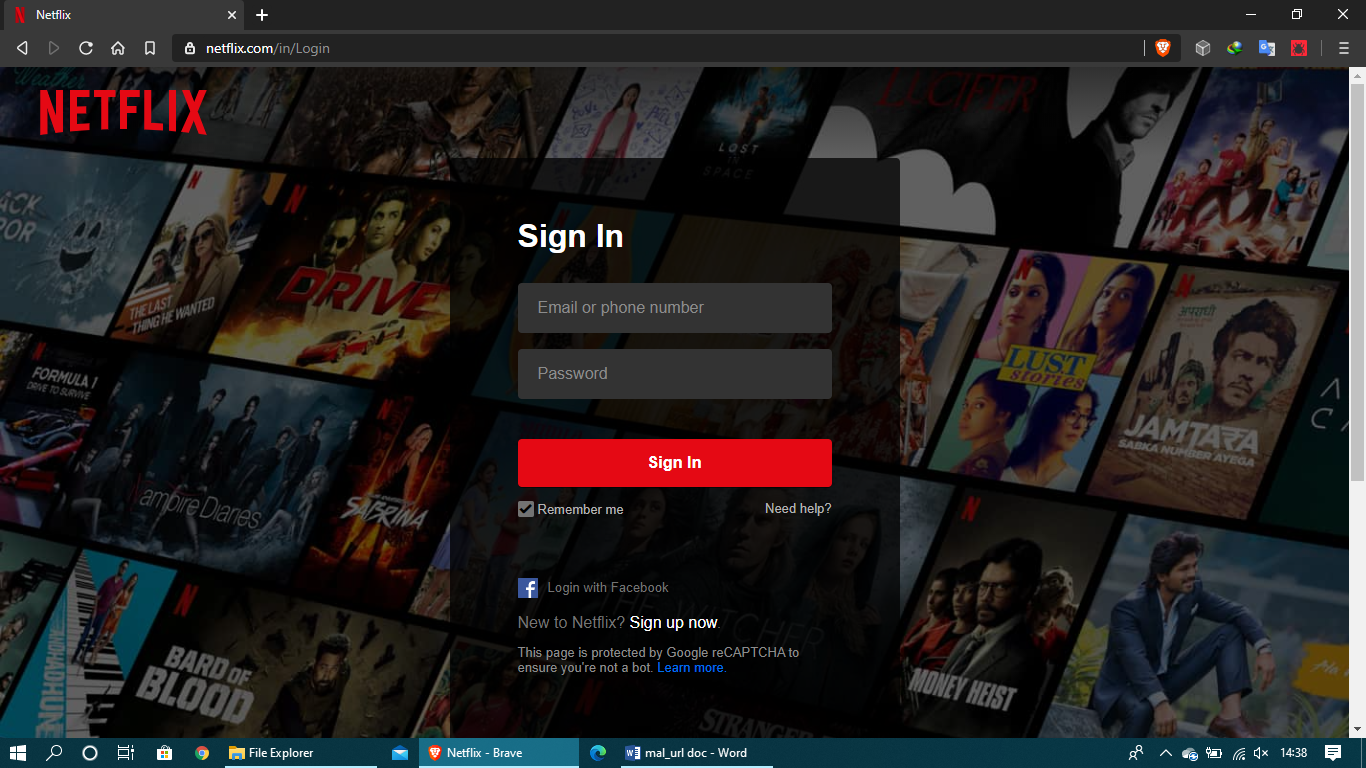 Netflix
netflix.com/in/Login
NETFLIX
LOST
IN
SPACE
LUCIFER
THE LAST
THING HE WANTED
DRIVE
Sign In
Email or phone number
Password
LUST
stories
अपराधी
JAMTARA
SABKA NUMBER AYEGA
FORMULA 1
DRIVE TO SURVIVE
Vampire Diaries
SABRINA
Sign In
Remember me
Need help?
Login with Facebook
New to Netflix? Sign up now.
This page is protected by Google reCAPTCHA to
ensure you're not a bot. Learn more.
THE WITCHER
ANDHADHUN
BARD OF
BLOOD
MONEY HEIST
STRANGER
File Explorer
Netflix - Brave
mal_url doc - Word
14:38